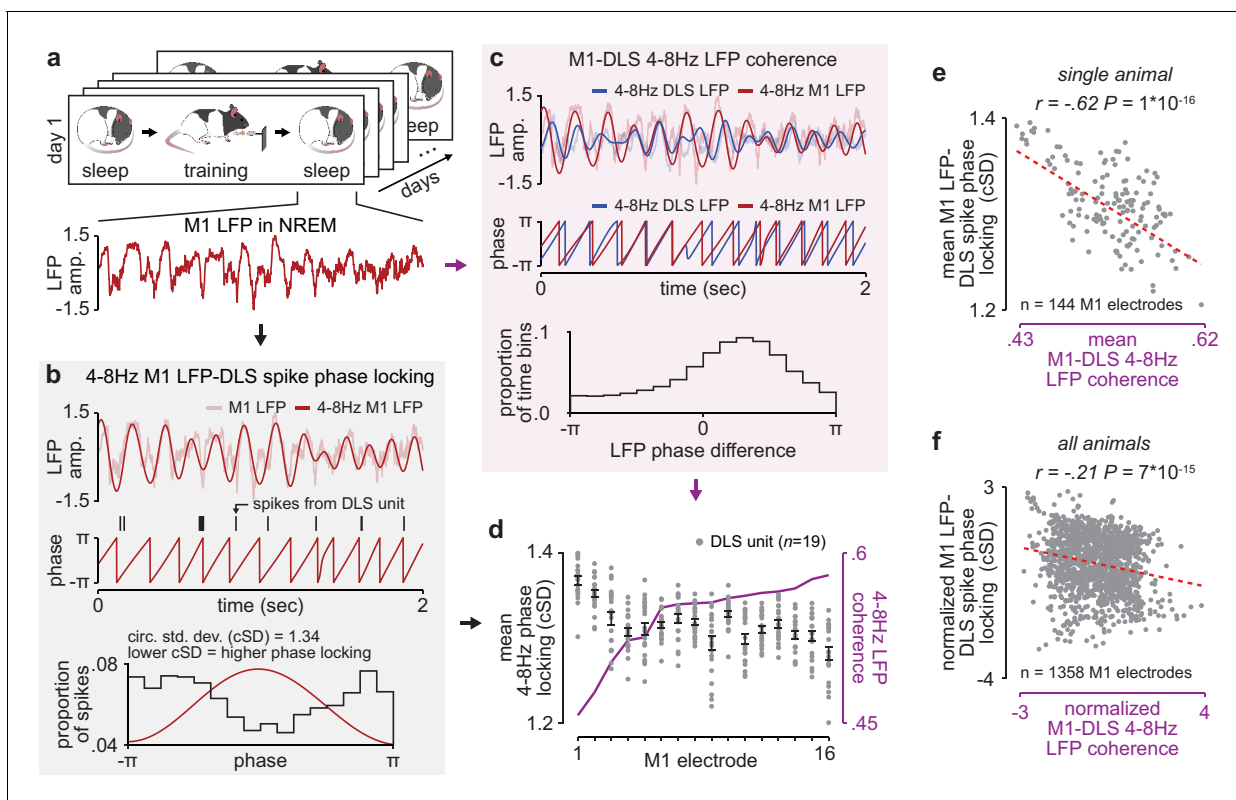 a
day 1
sleep
training
sleep
sleep
...
days
M1 LFP in NREM
LFP
amp.
1.5
-1.5
b
4-8Hz M1 LFP-DLS spike phase locking
M1 LFP
4-8Hz M1 LFP
LFP
amp.
1.5
-1.5
spikes from DLS unit
phase
π
-π
0
time (sec)
2
circ. std. dev. (cSD) = 1.34
lower cSD = higher phase locking
proportion
of spikes
.08
.04
-π
phase
π
c
M1-DLS 4-8Hz LFP coherence
4-8Hz DLS LFP
4-8Hz M1 LFP
LFP
amp.
1.5
-1.5
4-8Hz DLS LFP
4-8Hz M1 LFP
phase
π
-π
0
time (sec)
2
proportion
of time bins
0.1
0.0
-π
0
π
LFP phase difference
d
DLS unit (n=19)
mean
4-8Hz phase
locking (cSD)
1.4
1.2
.6
.45
4-8Hz LFP
coherence
1
16
M1 electrode
e
single animal
r = -.62 P = 1*10-16
mean M1 LFP-
DLS spike phase
locking (cSD)
1.4
1.2
n = 144 M1 electrodes
.43
.62
mean
M1-DLS 4-8Hz
LFP coherence
f
all animals
r = -.21 P = 7*10-15
normalized M1 LFP-
DLS spike phase
locking (cSD)
3
-4
n = 1358 M1 electrodes
-3
4
normalized
M1-DLS 4-8Hz
LFP coherence